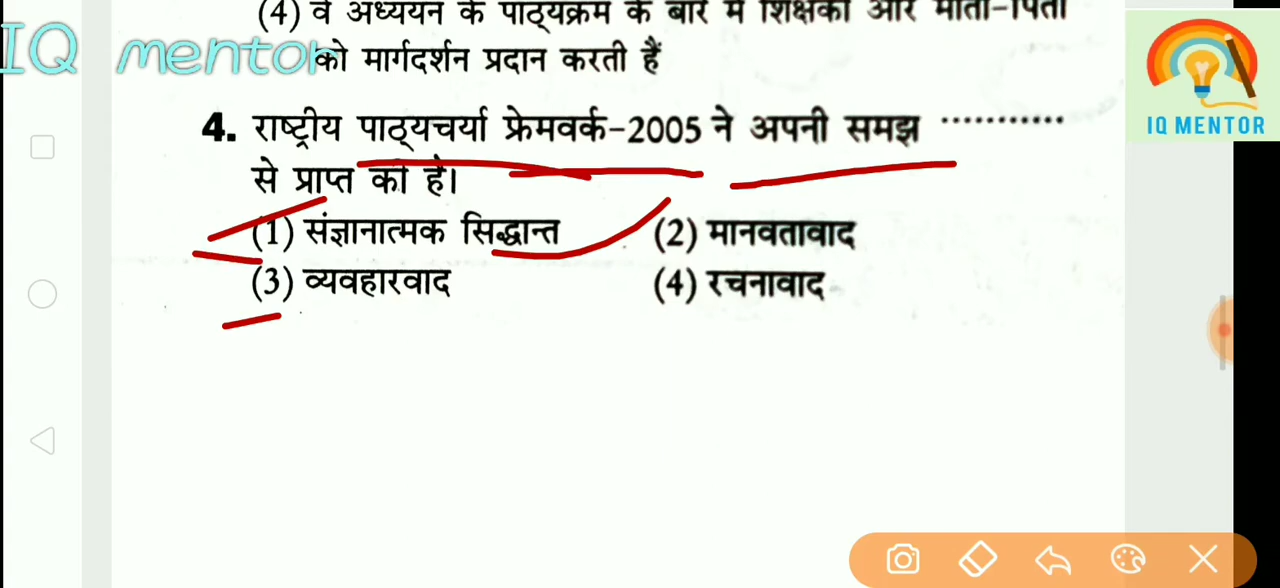 (4) वे अध्ययन के पाठ्यक्रम के बारे में शिक्षकों और माता-पिता
IQ mentor
को मार्गदर्शन प्रदान करती हैं
IQ MENTOR
4. राष्ट्रीय पाठ्यचर्या फ्रेमवर्क-2005 ने अपनी समझ ............
से प्राप्त की है।
(1) संज्ञानात्मक सिद्धान्त (2) मानवतावाद
(3) व्यवहारवाद (4) रचनावाद